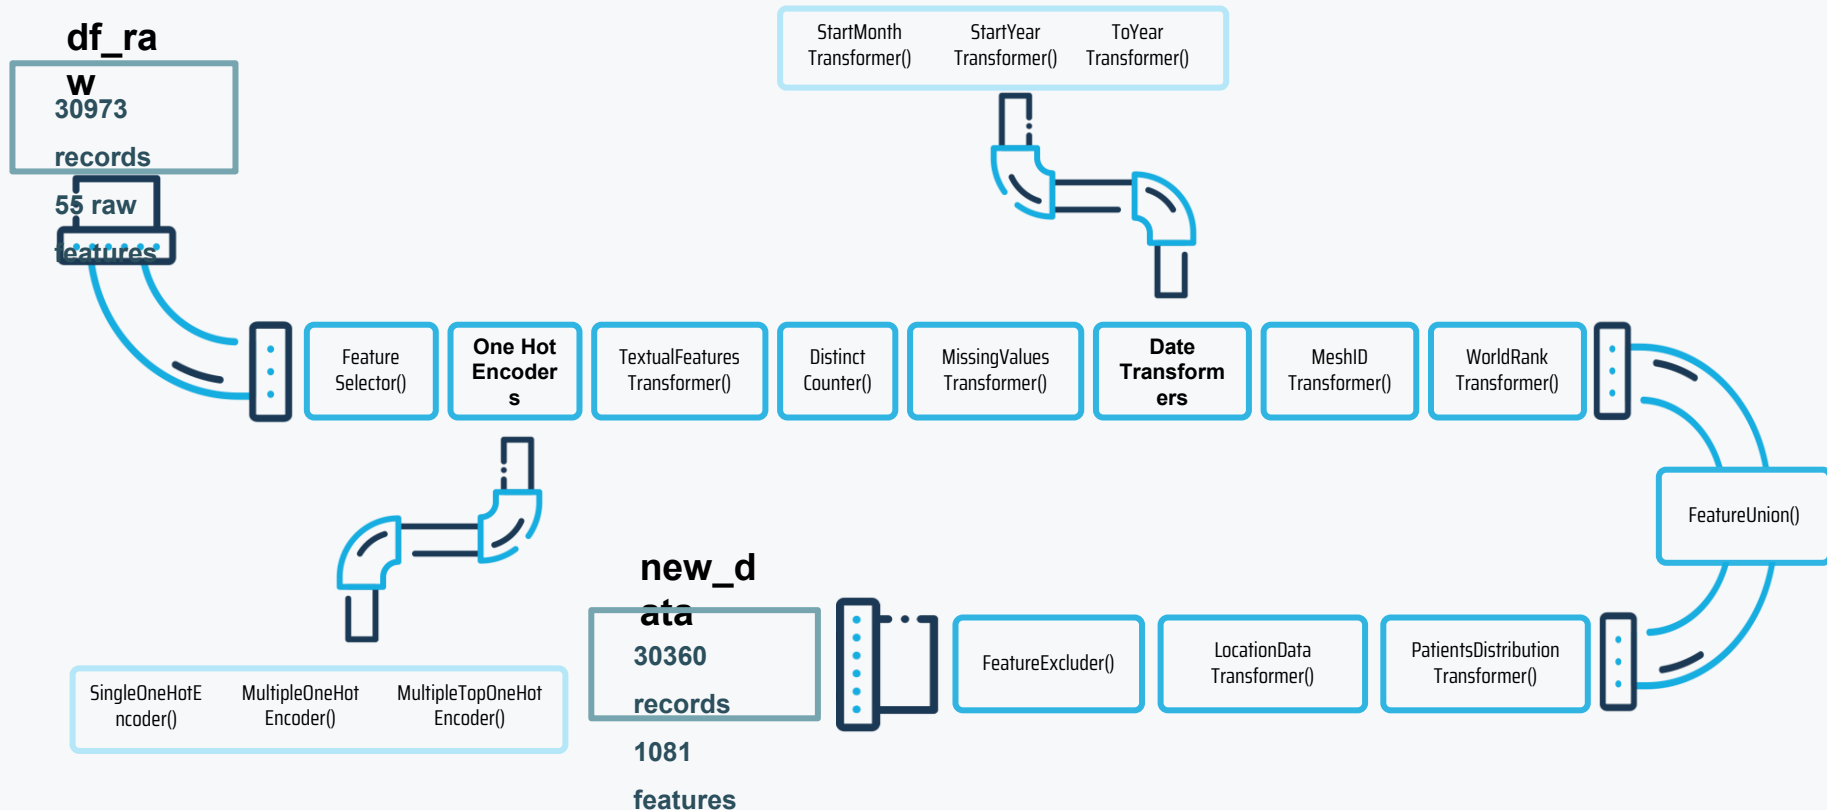 df_ra
w
30973
records
55 raw
features
StartMonth
Transformer()
StartYear
Transformer()
ToYear
Transformer()
Feature
Selector()
One Hot
Encoder
s
TextualFeatures
Transformer()
Distinct
Counter()
MissingValues
Transformer()
Date
Transform
ers
MeshID
Transformer()
WorldRank
Transformer()
FeatureUnion()
SingleOneHotE
ncoder()
MultipleOneHot
Encoder()
MultipleTopOneHot
Encoder()
new_d
ata
30360
records
1081
features
FeatureExcluder()
LocationData
Transformer()
PatientsDistribution
Transformer()